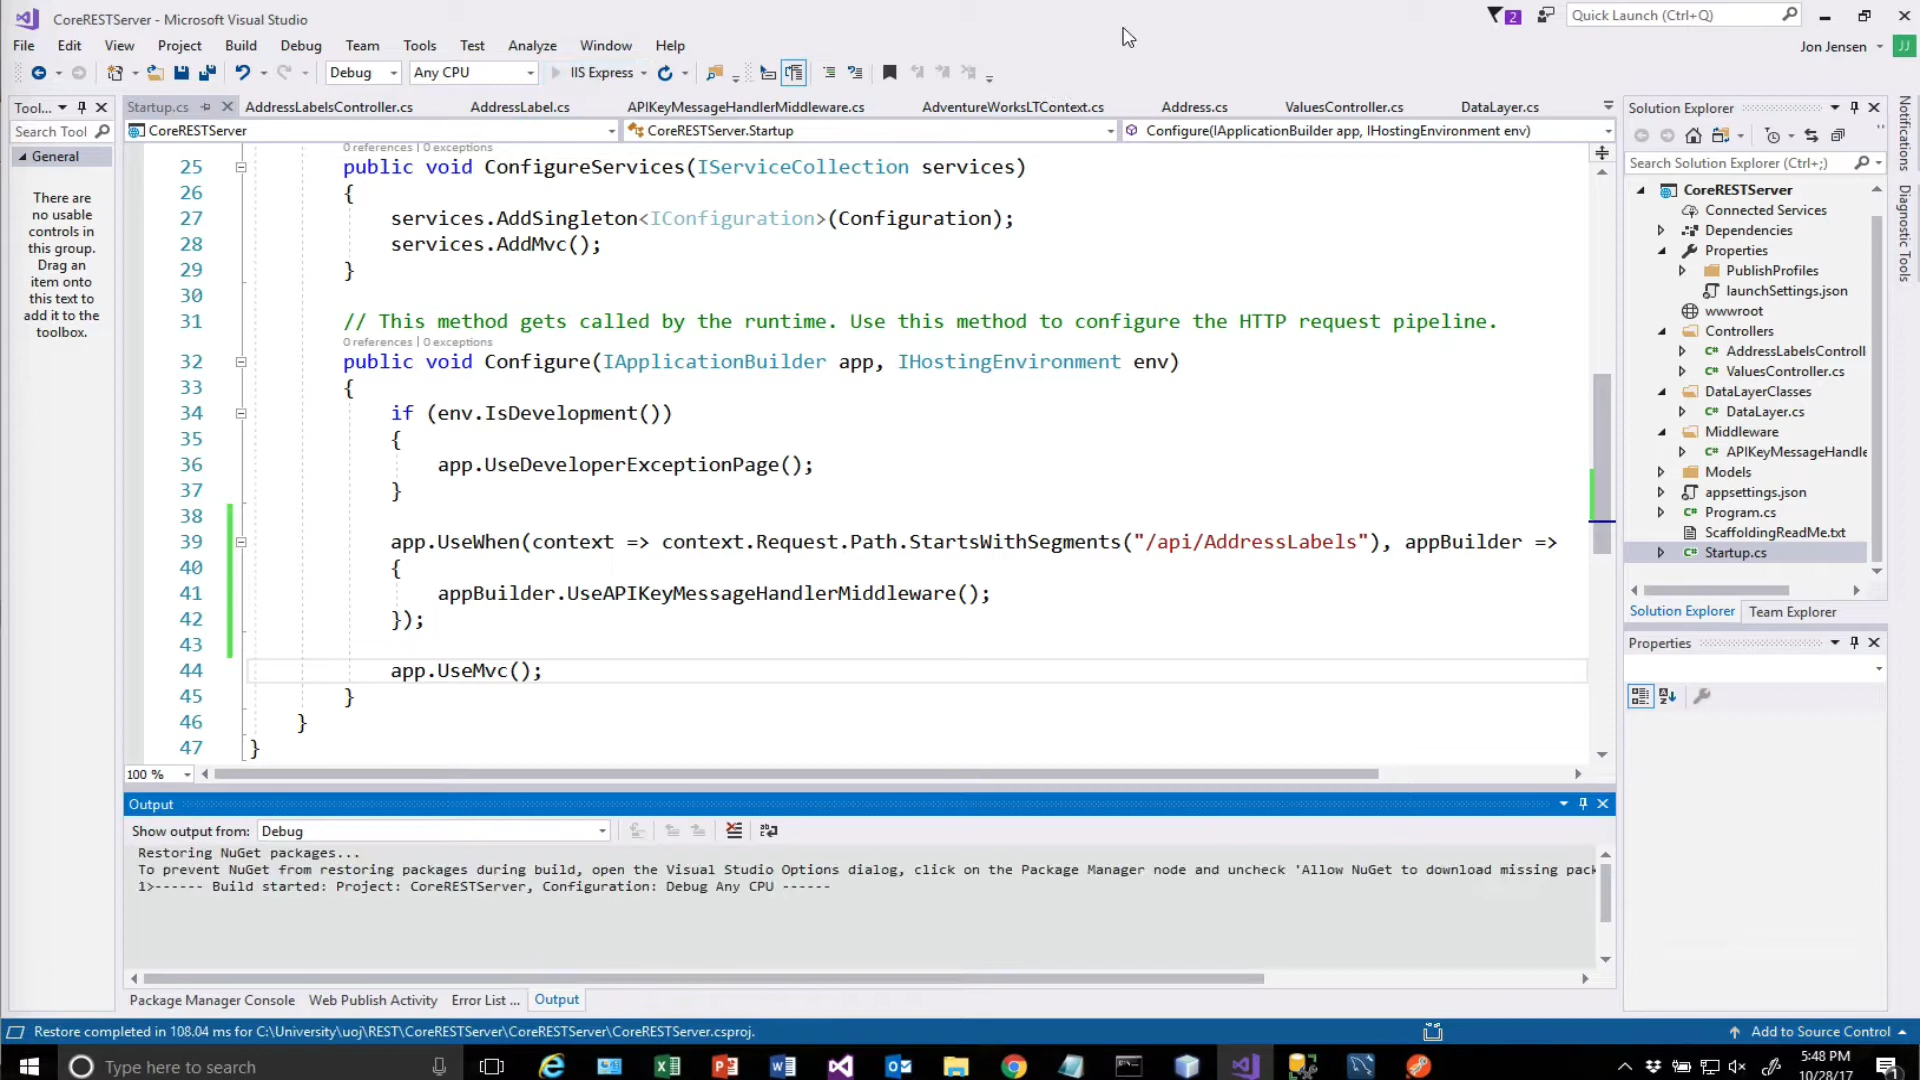 CoreRESTServer - Microsoft Visual Studio
2
Quick Launch (Ctrl+Q)
File Edit View Project Build Debug Team Tools Test Analyze Window Help
Jon Jensen JJ
Debug Any CPU IIS Express
Tool...
Startup.cs AddressLabelsController.cs AddressLabel.cs APIKeyMessageHandlerMiddleware.cs AdventureWorksLTContext.cs Address.cs ValuesController.cs DataLayer.cs
Search Tool
CoreRESTServer CoreRESTServer.Startup Configure(IApplicationBuilder app, IHostingEnvironment env)
General
There are
no usable
controls in
this group.
Drag an
item onto
this text to
add it to the
toolbox.
0 references | 0 exceptions
25 public void ConfigureServices(IServiceCollection services)
26 {
27 services.AddSingleton<IConfiguration>(Configuration);
28 services.AddMvc();
29 }
30
31 // This method gets called by the runtime. Use this method to configure the HTTP request pipeline.
0 references | 0 exceptions
32 public void Configure(IApplicationBuilder app, IHostingEnvironment env)
33 {
34 if (env.IsDevelopment())
35 {
36 app.UseDeveloperExceptionPage();
37 }
38
39 app.UseWhen(context => context.Request.Path.StartsWithSegments("/api/AddressLabels"), appBuilder =>
40 {
41 appBuilder.UseAPIKeyMessageHandlerMiddleware();
42 });
43
44 app.UseMvc();
45 }
46 }
47 }
100 %
Solution Explorer
Search Solution Explorer (Ctrl+;)
CoreRESTServer
Connected Services
Dependencies
Properties
PublishProfiles
launchSettings.json
wwwroot
Controllers
C# AddressLabelsControll
C# ValuesController.cs
DataLayerClasses
C# DataLayer.cs
Middleware
C# APIKeyMessageHandle
Models
appsettings.json
C# Program.cs
ScaffoldingReadMe.txt
C# Startup.cs
Solution Explorer Team Explorer
Properties
Notifications
Diagnostic Tools
Output
Show output from: Debug
Restoring NuGet packages...
To prevent NuGet from restoring packages during build, open the Visual Studio Options dialog, click on the Package Manager node and uncheck 'Allow NuGet to download missing pack
1>------ Build started: Project: CoreRESTServer, Configuration: Debug Any CPU ------
Package Manager Console Web Publish Activity Error List ... Output
Restore completed in 108.04 ms for C:\University\uoj\REST\CoreRESTServer\CoreRESTServer\CoreRESTServer.csproj.
Add to Source Control
Type here to search
5:48 PM
10/28/17
1